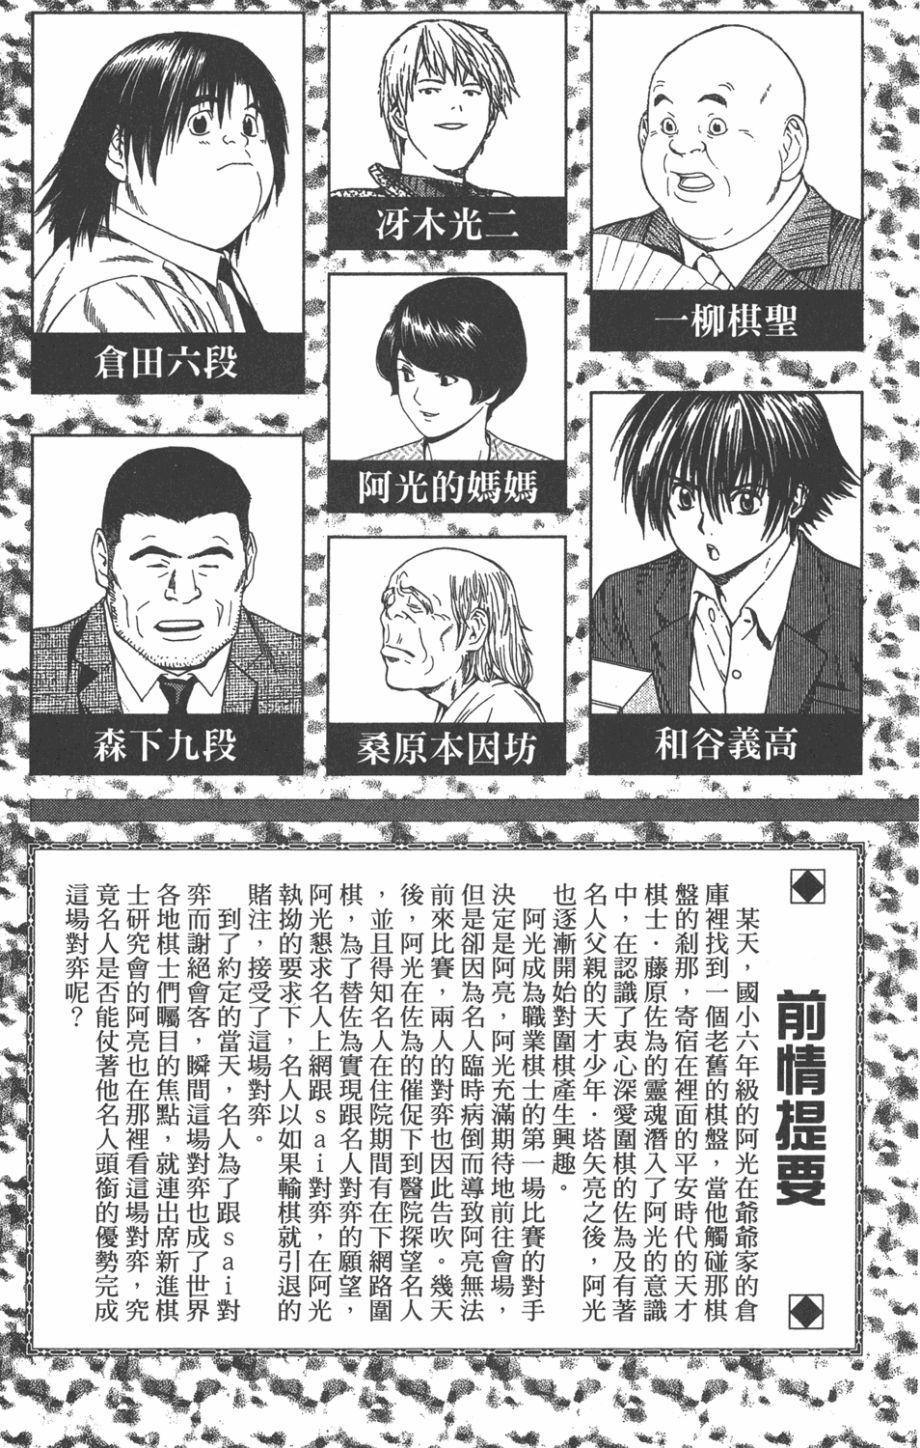 一柳棋聖
冴木光二
倉田六段
阿光的媽媽
和谷義高
桑原本因坊
森下九段
前情提要
某天，國小六年級的阿光在爺爺家的倉
庫裡找到一個老舊的棋盤，當他觸碰那棋
盤的剎那，寄宿在裡面的平安時代的天才
棋士．藤原佐為的靈魂潛入了阿光的意識
中，在認識了衷心深愛圍棋的佐為及有著
名人父親的天才少年．塔矢亮之後，阿光
也逐漸開始對圍棋產生興趣。
阿光成為職業棋士的第一場比賽的對手
決定是阿亮，阿光充滿期待地前往會場，
但是卻因為名人臨時病倒而導致阿亮無法
前來比賽，兩人的對弈也因此告吹。幾天
後，阿光在佐為的催促下到醫院探望名人
，並且得知名人在住院期間有在下網路圍
棋，為了替佐為實現跟名人對弈的願望，
阿光懇求名人上網跟sai對弈，在阿光
執拗的要求下，名人以如果輸棋就引退的
賭注，接受了這場對弈。
到了約定的當天，名人為了跟sai對
弈而謝絕會客，瞬間這場對弈也成了世界
各地棋士們矚目的焦點，就連出席新進棋
士研究會的阿亮也在那裡看這場對弈，究
竟名人是否能仗著他名人頭銜的優勢完成
這場對弈呢？